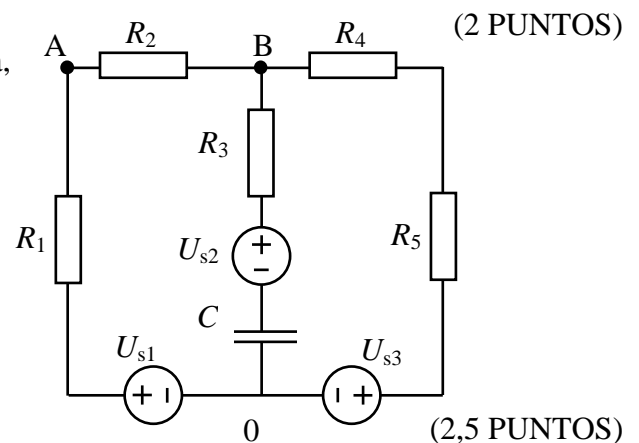 (2 PUNTOS)
A R₂ B R₄
R₃
R₁ Uₛ₂ + - R₅
C
Uₛ₁ Uₛ₃
+ - - +
0 (2,5 PUNTOS)